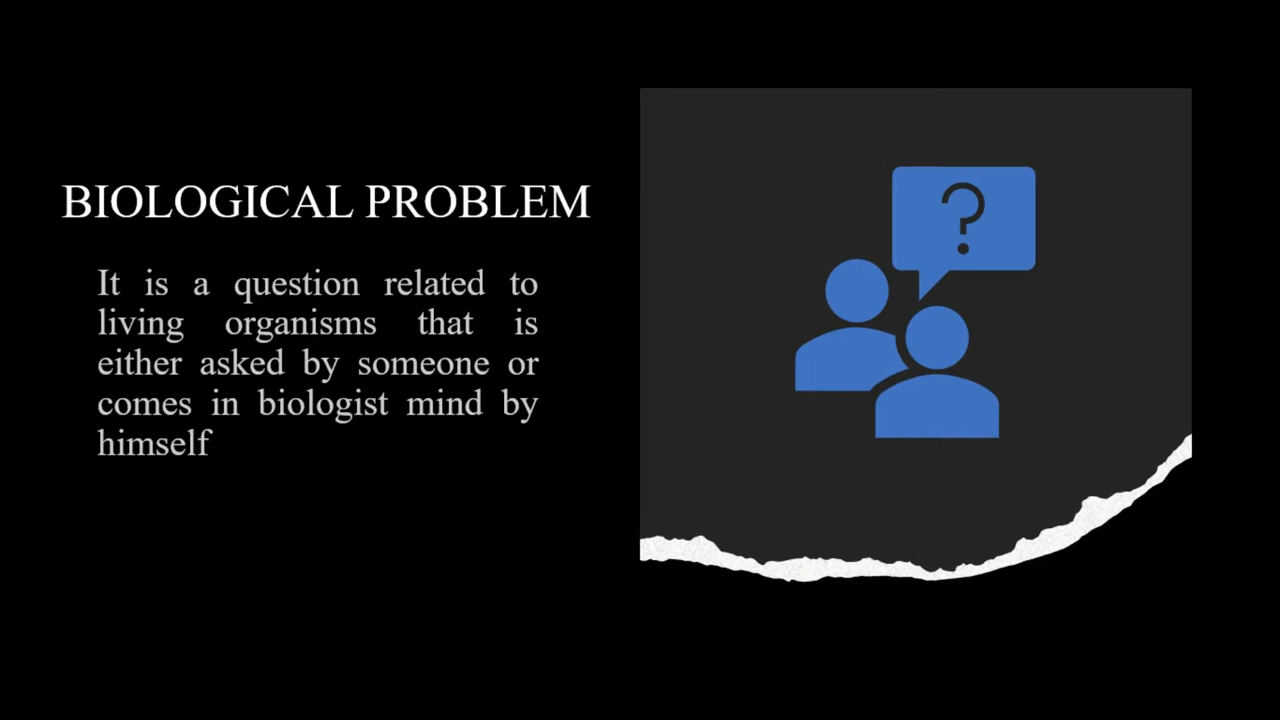 BIOLOGICAL PROBLEM
It is a question related to
living organisms that is
either asked by someone or
comes in biologist mind by
himself
?